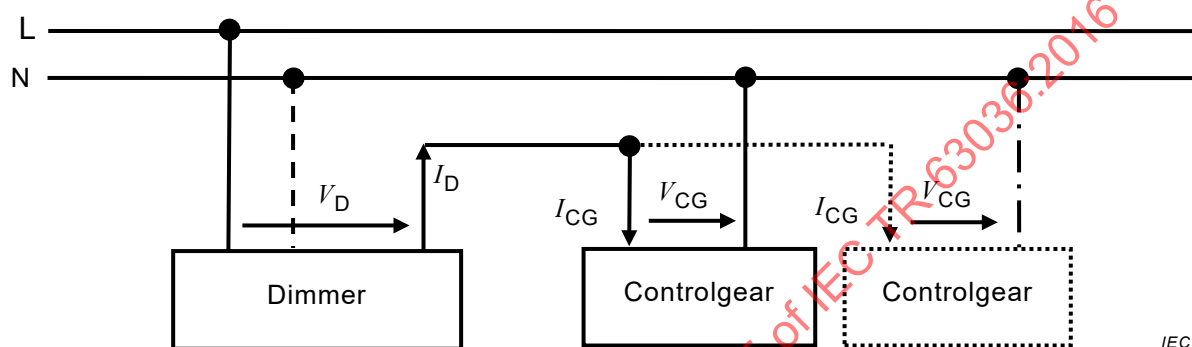 L
N
V_D
I_D
I_CG
V_CG
I_CG
V_CG
Dimmer
Controlgear
Controlgear
of IEC TR 63036:2016
IEC